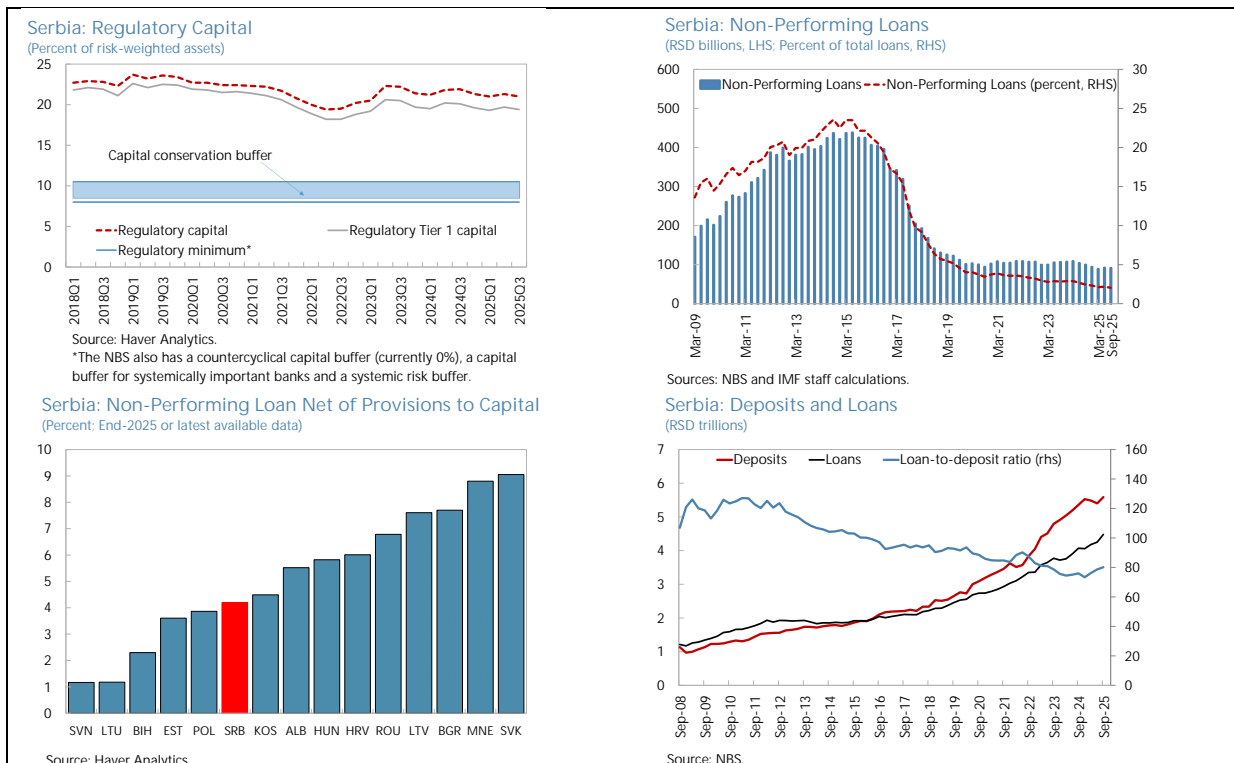 Serbia: Regulatory Capital
(Percent of risk-weighted assets)
25
20
15
10
5
0
Capital conservation buffer
Regulatory capital
Regulatory Tier 1 capital
Regulatory minimum*
2018Q1
2018Q3
2019Q1
2019Q3
2020Q1
2020Q3
2021Q1
2021Q3
2022Q1
2022Q3
2023Q1
2023Q3
2024Q1
2024Q3
2025Q1
2025Q3
Source: Haver Analytics.
*The NBS also has a countercyclical capital buffer (currently 0%), a capital
buffer for systemically important banks and a systemic risk buffer.
Serbia: Non-Performing Loans
(RSD billions, LHS; Percent of total loans, RHS)
600
500
400
300
200
100
0
30
25
20
15
10
5
0
Non-Performing Loans
Non-Performing Loans (percent, RHS)
Mar-09
Mar-11
Mar-13
Mar-15
Mar-17
Mar-19
Mar-21
Mar-23
Mar-25
Sep-25
Sources: NBS and IMF staff calculations.
Serbia: Non-Performing Loan Net of Provisions to Capital
(Percent; End-2025 or latest available data)
10
9
8
7
6
5
4
3
2
1
0
SVN LTU BIH EST POL SRB KOS ALB HUN HRV ROU LTV BGR MNE SVK
Source: Haver Analytics
Serbia: Deposits and Loans
(RSD trillions)
7
6
5
4
3
2
1
0
160
140
120
100
80
60
40
20
0
Deposits
Loans
Loan-to-deposit ratio (rhs)
Sep-08
Sep-09
Sep-10
Sep-11
Sep-12
Sep-13
Sep-14
Sep-15
Sep-16
Sep-17
Sep-18
Sep-19
Sep-20
Sep-21
Sep-22
Sep-23
Sep-24
Sep-25
Source: NBS.